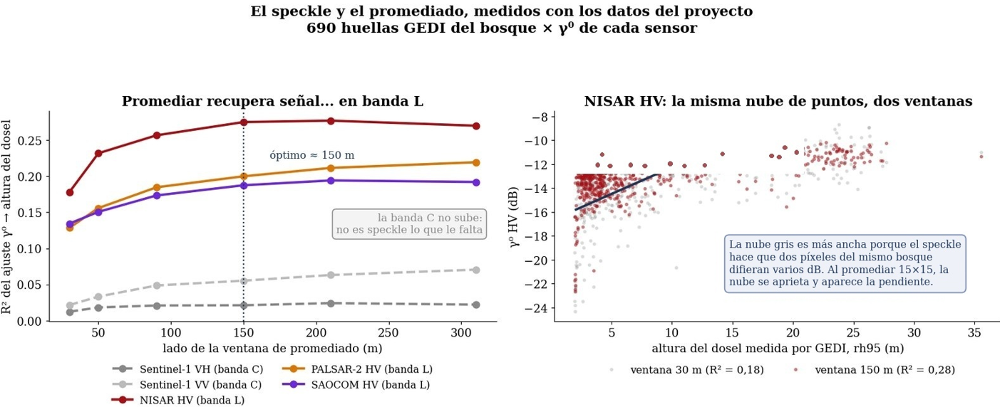 El speckle y el promediado, medidos con los datos del proyecto
690 huellas GEDI del bosque × γ⁰ de cada sensor
Promediar recupera señal... en banda L
R² del ajuste γ⁰ → altura del dosel
0.25
0.20
0.15
0.10
0.05
0.00
óptimo ≈ 150 m
la banda C no sube:
no es speckle lo que le falta
50
100
150
200
250
300
lado de la ventana de promediado (m)
Sentinel-1 VH (banda C)
Sentinel-1 VV (banda C)
NISAR HV (banda L)
PALSAR-2 HV (banda L)
SAOCOM HV (banda L)
NISAR HV: la misma nube de puntos, dos ventanas
γ⁰ HV (dB)
−8
−10
−12
−14
−16
−18
−20
−22
−24
La nube gris es más ancha porque el speckle
hace que dos píxeles del mismo bosque
difieran varios dB. Al promediar 15×15, la
nube se aprieta y aparece la pendiente.
5
10
15
20
25
30
35
altura del dosel medida por GEDI, rh95 (m)
ventana 30 m (R² = 0,18)
ventana 150 m (R² = 0,28)